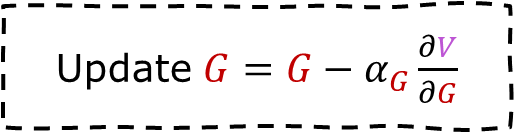 Update G = G − α_G ∂V/∂G